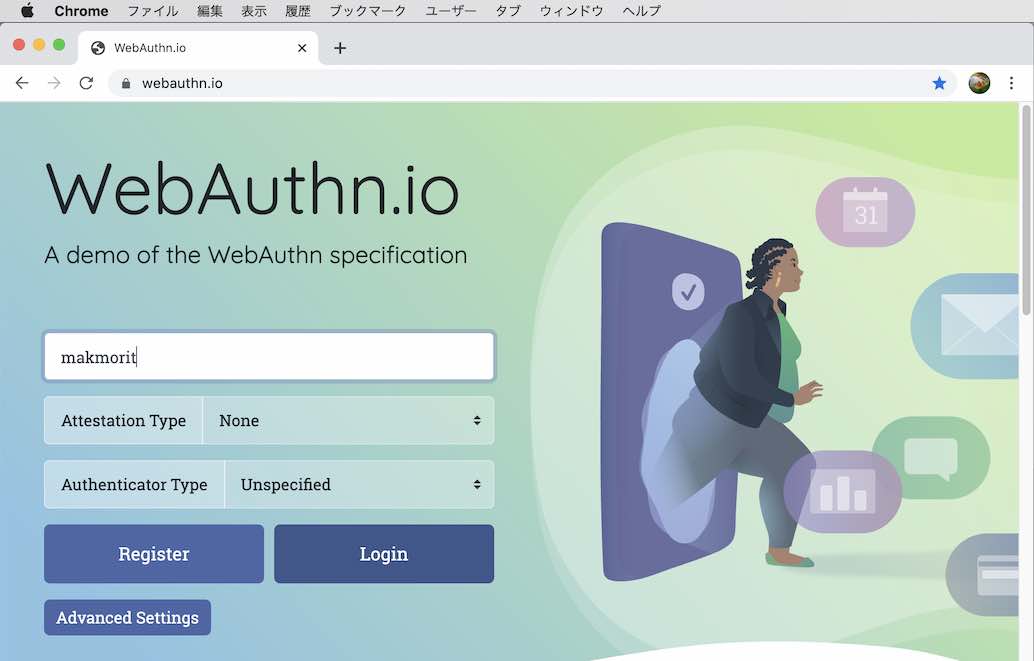 Chrome ファイル 編集 表示 履歴 ブックマーク ユーザー タブ ウィンドウ ヘルプ
WebAuthn.io
webauthn.io
WebAuthn.io
A demo of the WebAuthn specification
31
makmorit
Attestation Type None
Authenticator Type Unspecified
Register Login
Advanced Settings